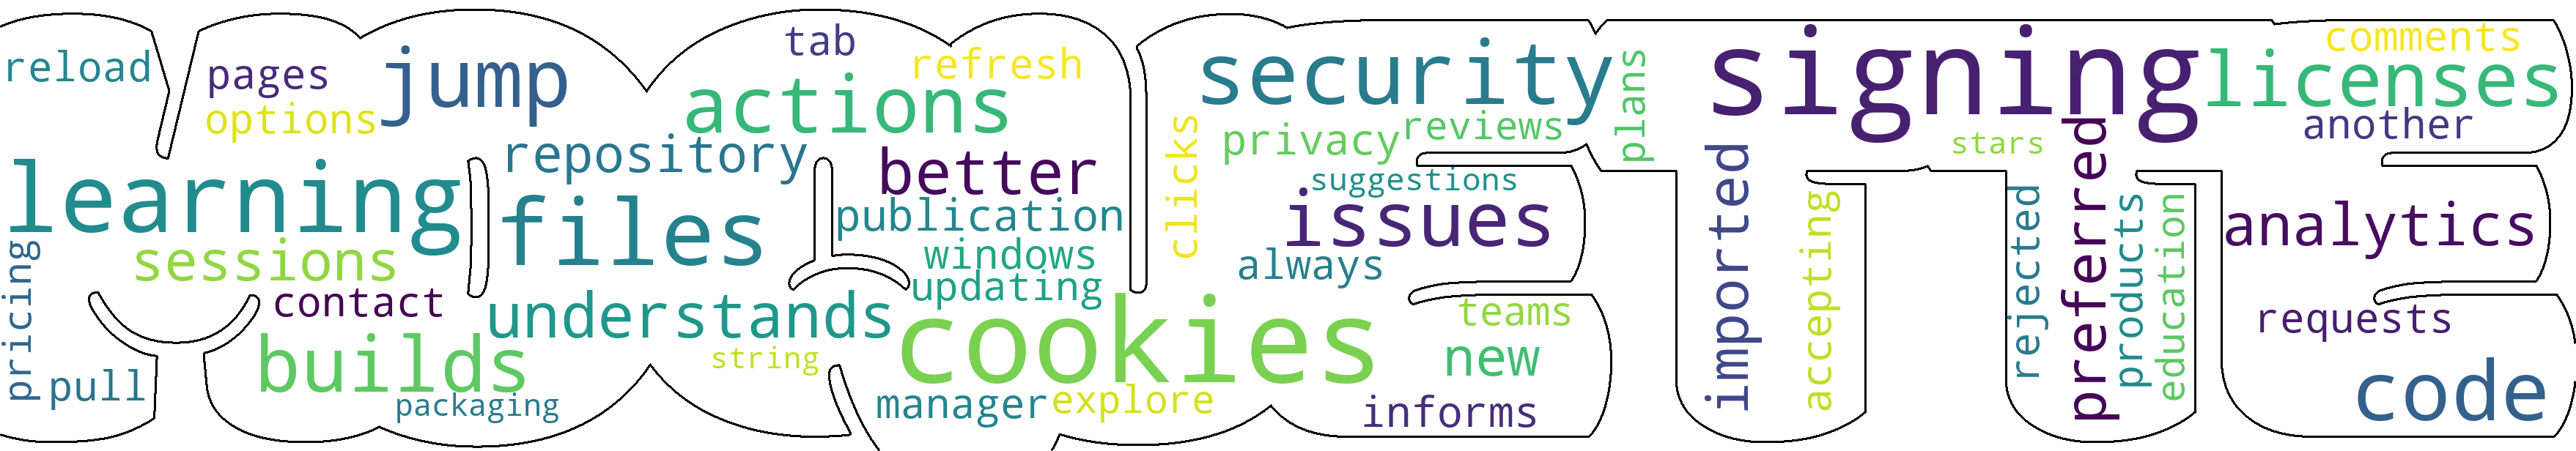 reload
pages
options
jump
tab
actions
refresh
security
plans
signing
comments
licenses
another
repository
better
clicks
privacy
reviews
stars
suggestions
learning
files
publication
issues
imported
accepting
rejected
preferred
products
education
analytics
sessions
windows
always
updating
pricing
contact
understands
cookies
teams
requests
builds
string
new
pull
packaging
manager
explore
informs
code